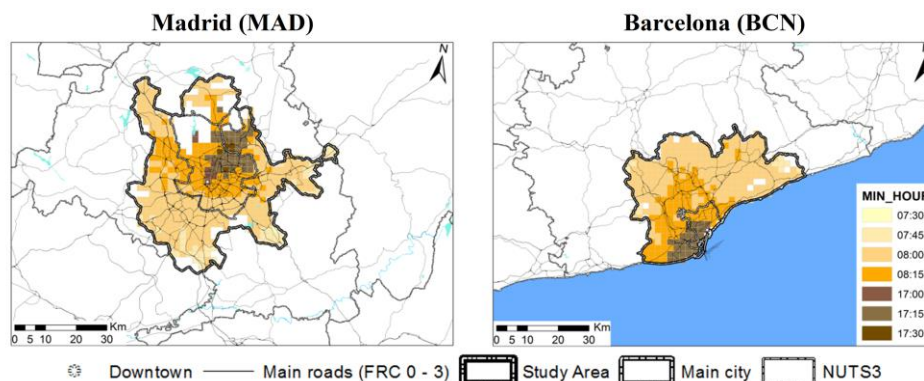 Madrid (MAD)
Barcelona (BCN)
N
N
MIN_HOUR
07:30
07:45
08:00
08:15
17:00
17:15
17:30
Km
0 5 10 20 30
Km
0 5 10 20 30
Downtown Main roads (FRC 0 - 3) Study Area Main city NUTS3